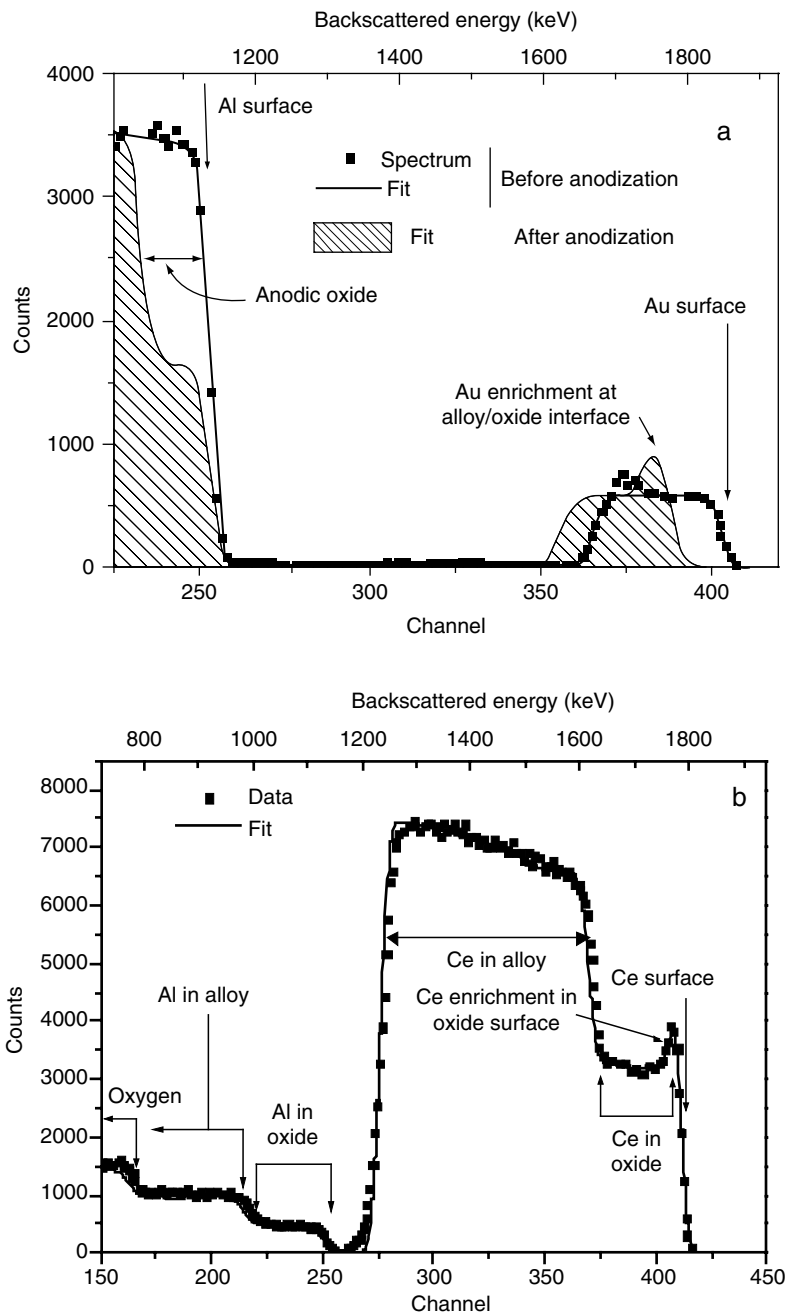 Backscattered energy (keV)
1200 1400 1600 1800
4000
3000
2000
1000
0
Counts
Al surface
a
Spectrum
Fit
Before anodization
Fit After anodization
Anodic oxide
Au surface
Au enrichment at
alloy/oxide interface
250 300 350 400
Channel
Backscattered energy (keV)
800 1000 1200 1400 1600 1800
8000
7000
6000
5000
4000
3000
2000
1000
0
Counts
b
Data
Fit
Ce in alloy
Ce surface
Ce enrichment in
oxide surface
Al in alloy
Oxygen
Al in
oxide
Ce in
oxide
150 200 250 300 350 400 450
Channel